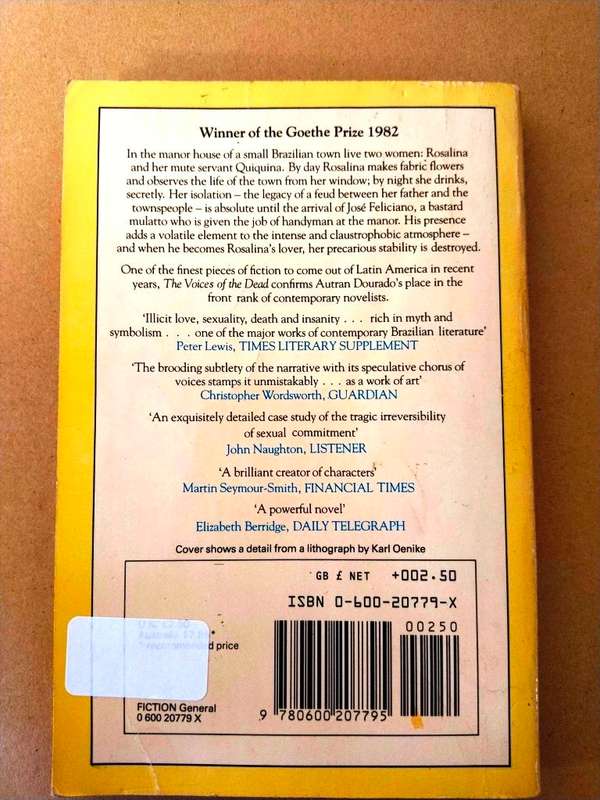 Winner of the Goethe Prize 1982
In the manor house of a small Brazilian town live two women: Rosalina
and her mute servant Quiquina. By day Rosalina makes fabric flowers
and observes the life of the town from her window; by night she drinks,
secretly. Her isolation – the legacy of a feud between her father and the
townspeople – is absolute until the arrival of José Feliciano, a bastard
mulatto who is given the job of handyman at the manor. His presence
adds a volatile element to the intense and claustrophobic atmosphere –
and when he becomes Rosalina's lover, her precarious stability is destroyed.
One of the finest pieces of fiction to come out of Latin America in recent
years, The Voices of the Dead confirms Autran Dourado's place in the
front rank of contemporary novelists.
'Illicit love, sexuality, death and insanity . . . rich in myth and
symbolism . . . one of the major works of contemporary Brazilian literature'
Peter Lewis, TIMES LITERARY SUPPLEMENT
'The brooding subtlety of the narrative with its speculative chorus of
voices stamps it unmistakably . . . as a work of art'
Christopher Wordsworth, GUARDIAN
'An exquisitely detailed case study of the tragic irreversibility
of sexual commitment'
John Naughton, LISTENER
'A brilliant creator of characters'
Martin Seymour-Smith, FINANCIAL TIMES
'A powerful novel'
Elizabeth Berridge, DAILY TELEGRAPH
Cover shows a detail from a lithograph by Karl Oenike
GB £ NET +002.50
ISBN 0-600-20779-X
00250
price
FICTION General
0 600 20779 X
9 780600 207795